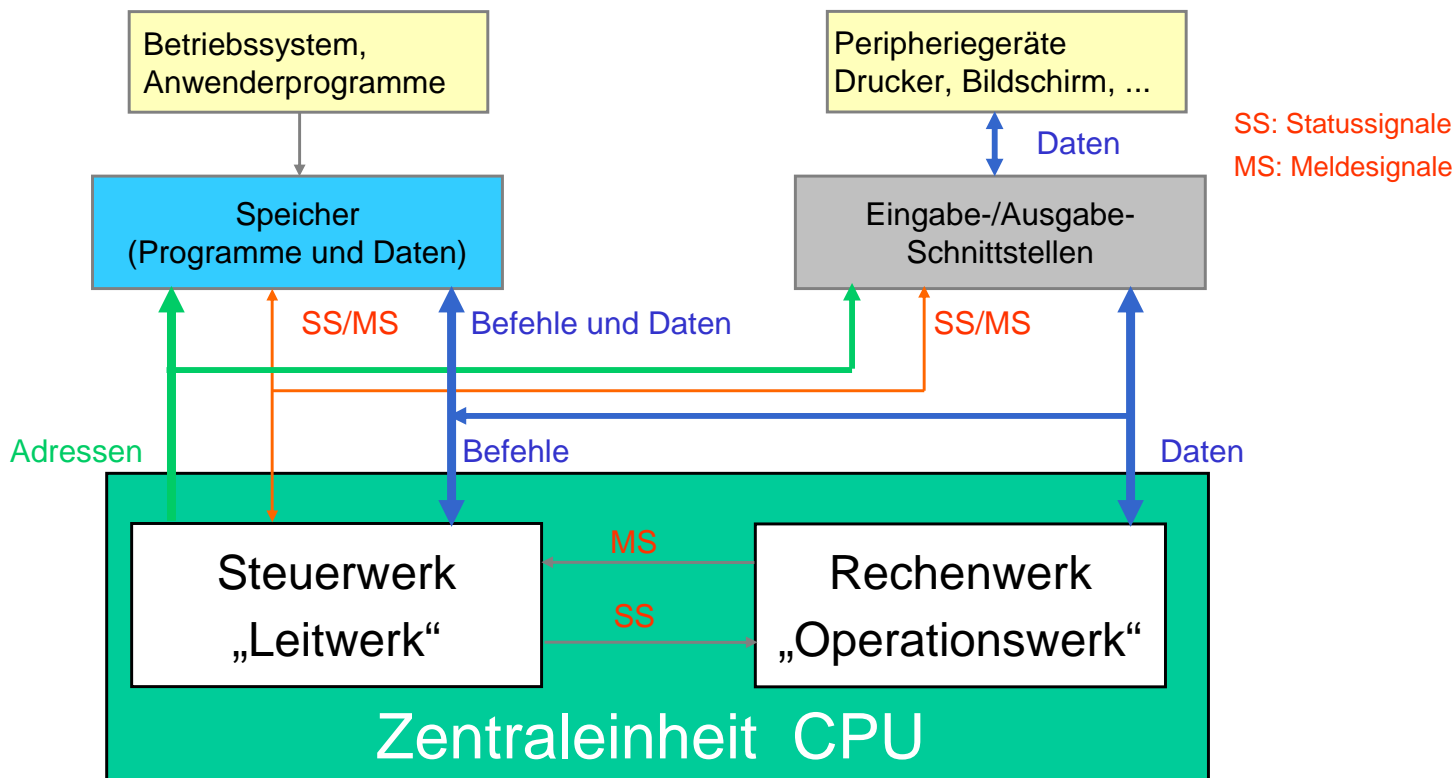 Betriebssystem,
Anwenderprogramme
Peripheriegeräte
Drucker, Bildschirm, ...
SS: Statussignale
MS: Meldesignale
Daten
Speicher
(Programme und Daten)
Eingabe-/Ausgabe-
Schnittstellen
SS/MS
Befehle und Daten
SS/MS
Adressen
Befehle
Daten
Steuerwerk
„Leitwerk“
MS
SS
Rechenwerk
„Operationswerk“
Zentraleinheit CPU